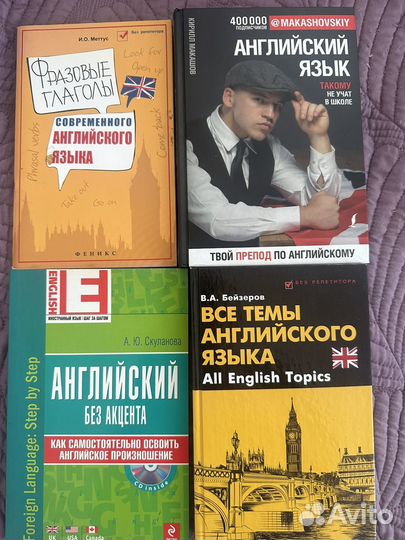 И.О. Меттус
Без репетитора
ФРАЗОВЫЕ
ГЛАГОЛЫ
СОВРЕМЕННОГО
АНГЛИЙСКОГО
ЯЗЫКА
Look for
Open up
Phrasal verbs
Come back
Take out
Go on
ФЕНИКС
КИРИЛЛ МАКАШОВ
400 000
ПОДПИСЧИКОВ
@MAKASHOVSKIY
АНГЛИЙСКИЙ
ЯЗЫК
ТАКОМУ
НЕ УЧАТ
В ШКОЛЕ
ТВОЙ ПРЕПОД ПО АНГЛИЙСКОМУ
Foreign Language: Step by Step
ENGLISH
E
ИНОСТРАННЫЙ ЯЗЫК: ШАГ ЗА ШАГОМ
А. Ю. Скуланова
АНГЛИЙСКИЙ
БЕЗ АКЦЕНТА
КАК САМОСТОЯТЕЛЬНО ОСВОИТЬ
АНГЛИЙСКОЕ ПРОИЗНОШЕНИЕ
CD inside
UK
USA
Canada
БЕЗ РЕПЕТИТОРА
В.А. Бейзеров
ВСЕ ТЕМЫ
АНГЛИЙСКОГО
ЯЗЫКА
All English Topics
Avito